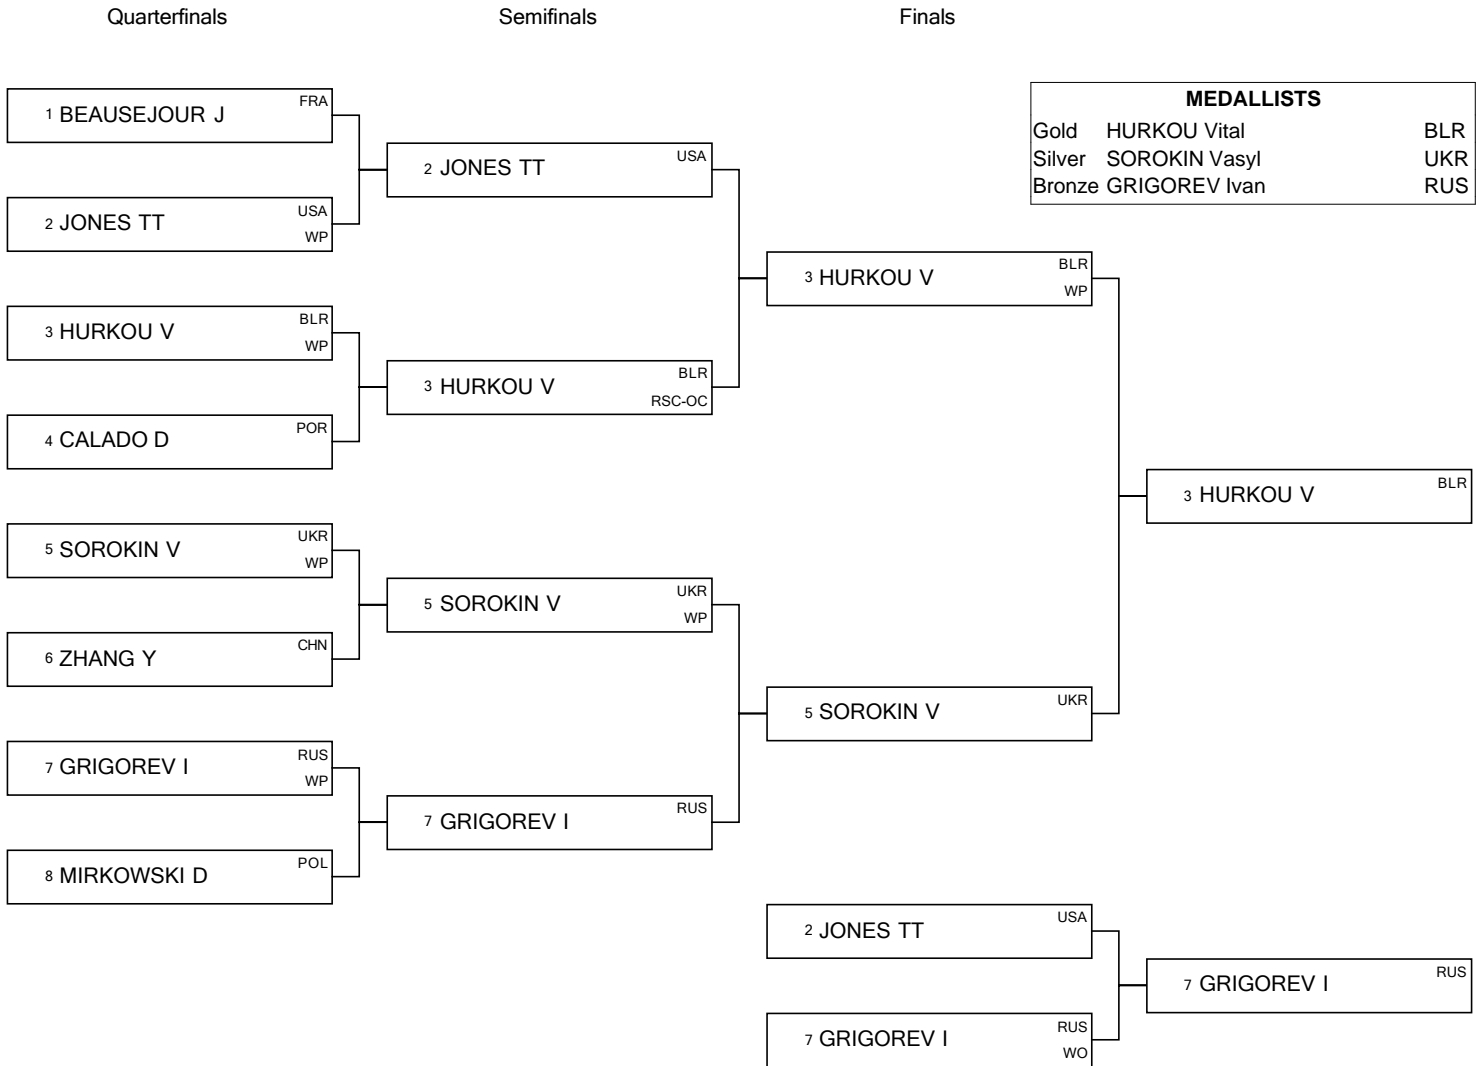 Quarterfinals Semifinals Finals
1 BEAUSEJOUR J FRA
2 JONES TT USA
WP
3 HURKOU V BLR
WP
4 CALADO D POR
5 SOROKIN V UKR
WP
6 ZHANG Y CHN
7 GRIGOREV I RUS
WP
8 MIRKOWSKI D POL
2 JONES TT USA
3 HURKOU V BLR
RSC-OC
5 SOROKIN V UKR
WP
7 GRIGOREV I RUS
3 HURKOU V BLR
WP
5 SOROKIN V UKR
2 JONES TT USA
7 GRIGOREV I RUS
WO
MEDALLISTS
Gold HURKOU Vital BLR
Silver SOROKIN Vasyl UKR
Bronze GRIGOREV Ivan RUS
3 HURKOU V BLR
7 GRIGOREV I RUS